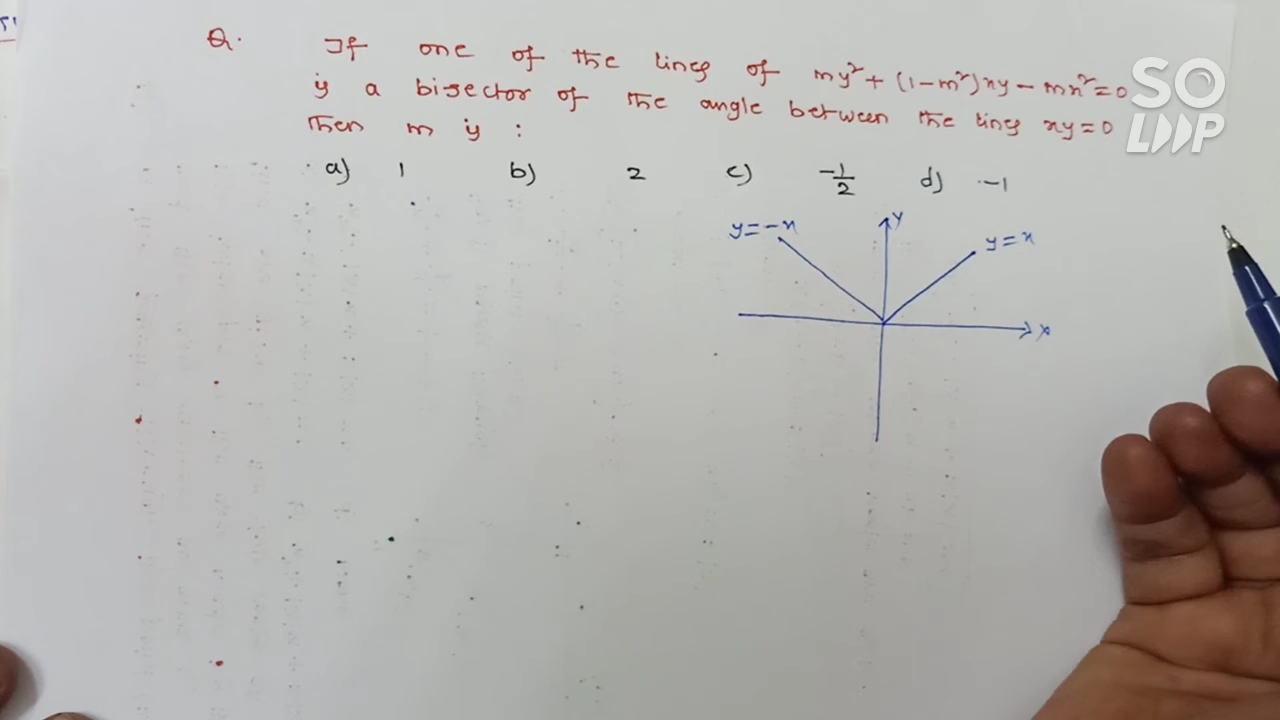 Q. If one of the lines of my² + (1-m²)xy - mx² = 0
is a bisector of the angle between the lines xy = 0
then m is :
a) 1 b) 2 c) -1/2 d) -1
y = -x y y = x
x
SO
LOOP